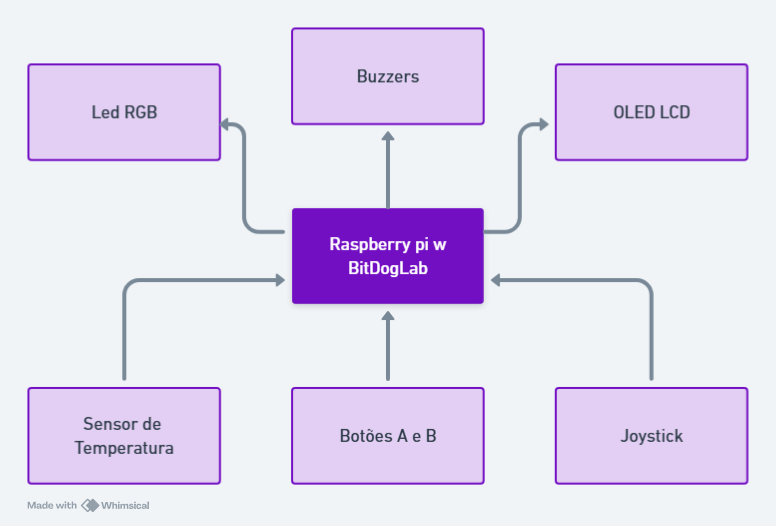 Buzzers
Led RGB
OLED LCD
Raspberry pi w
BitDogLab
Sensor de
Temperatura
Botões A e B
Joystick
Made with Whimsical